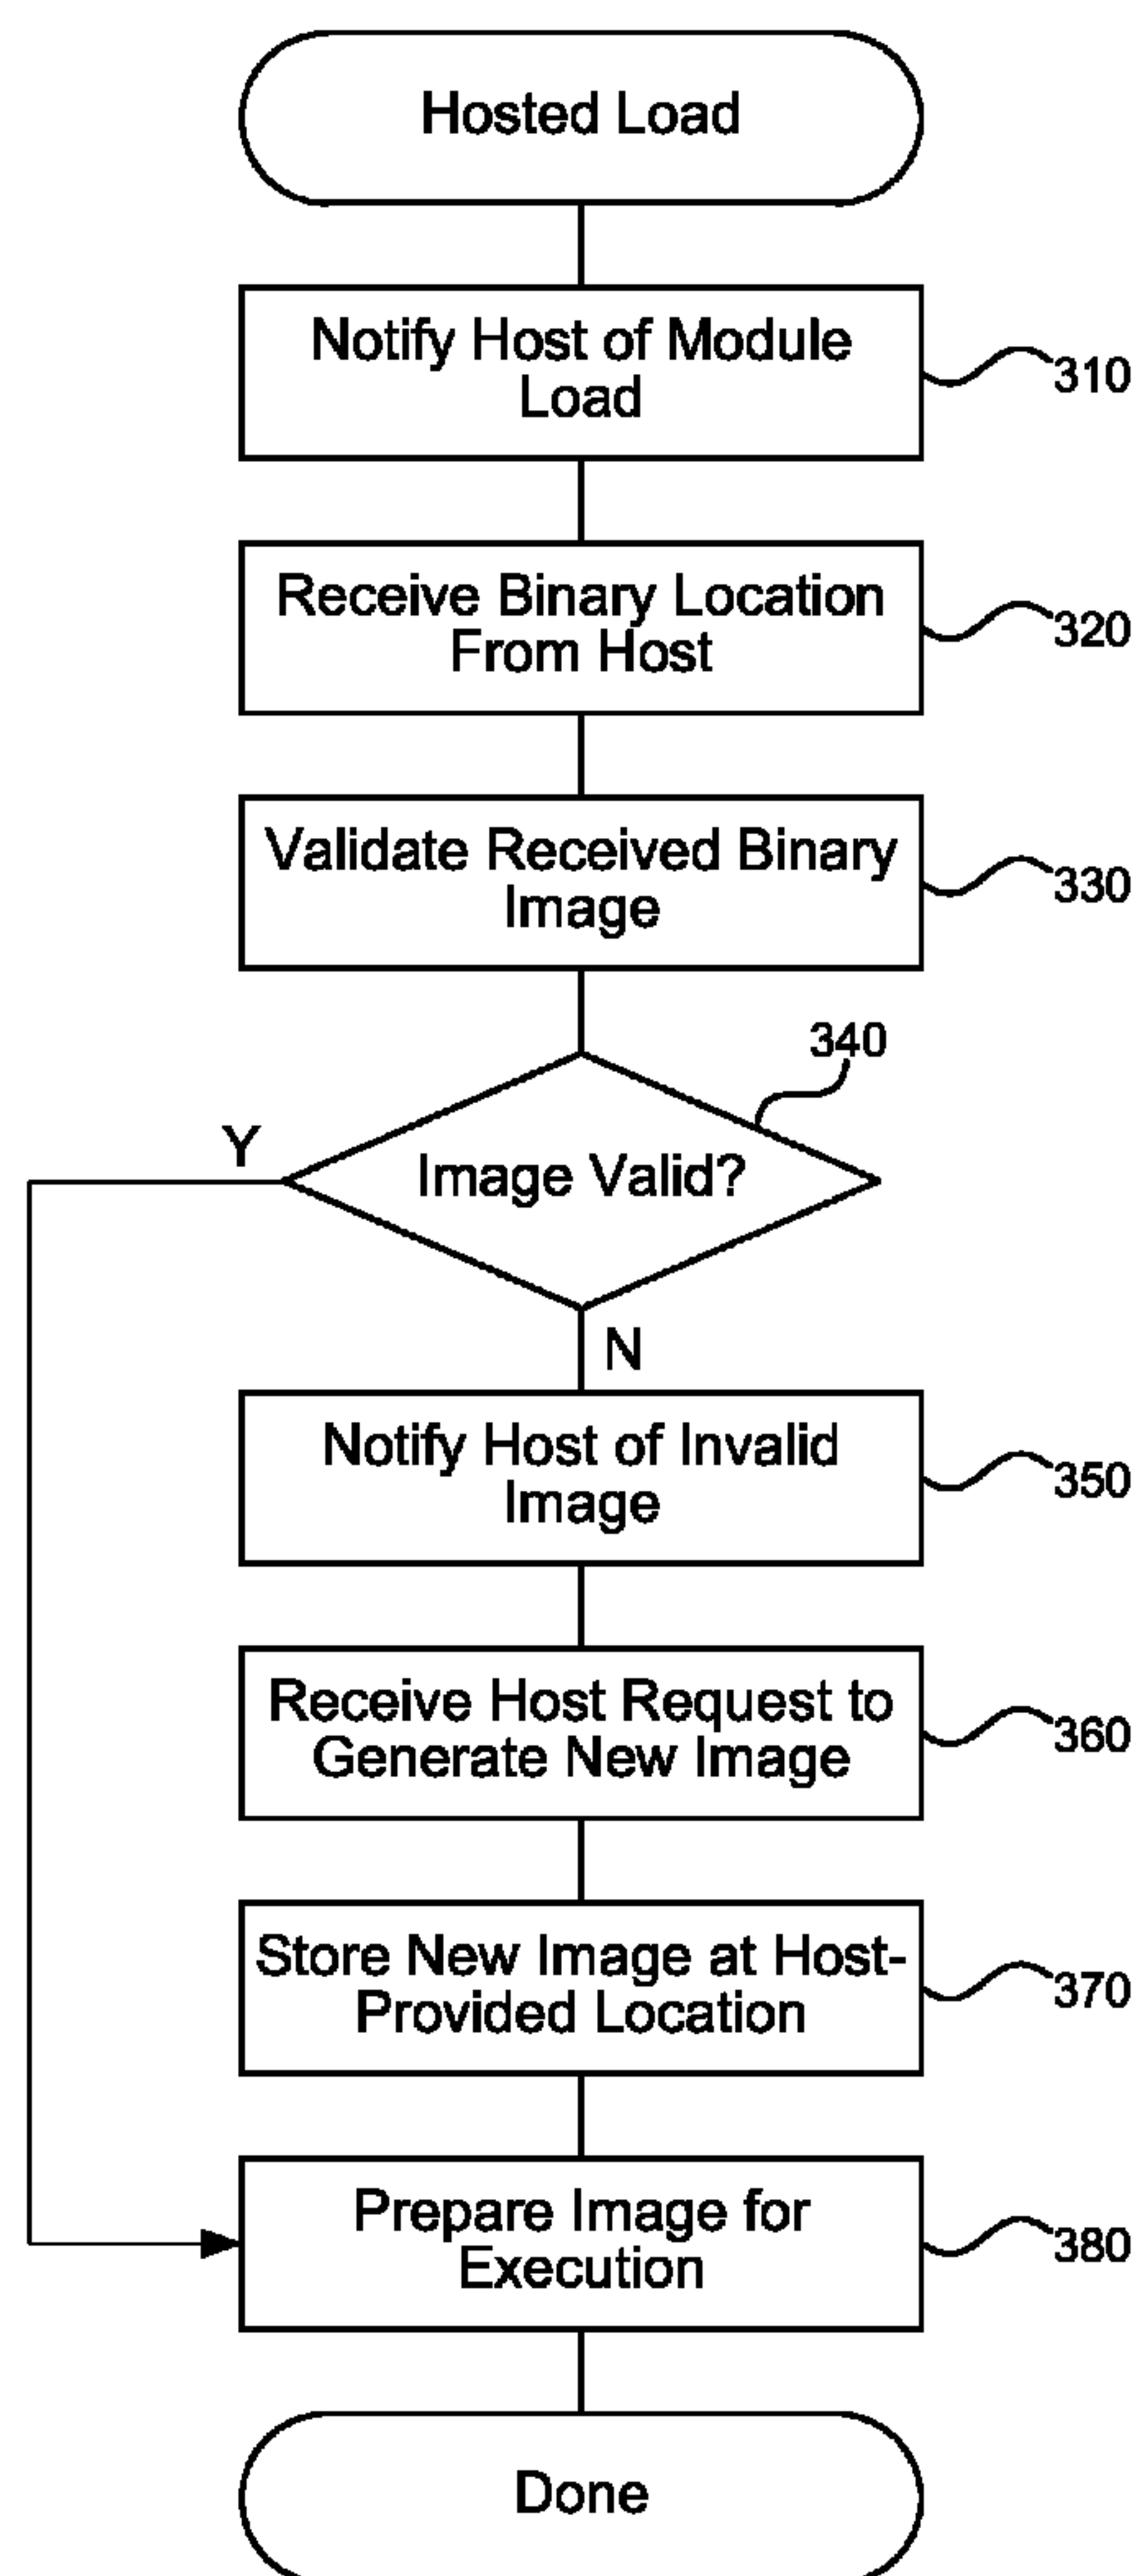 Hosted Load
Notify Host of Module
Load
310
Receive Binary Location
From Host
320
Validate Received Binary
Image
330
340
Y
Image Valid?
N
Notify Host of Invalid
Image
350
Receive Host Request to
Generate New Image
360
Store New Image at Host-
Provided Location
370
Prepare Image for
Execution
380
Done